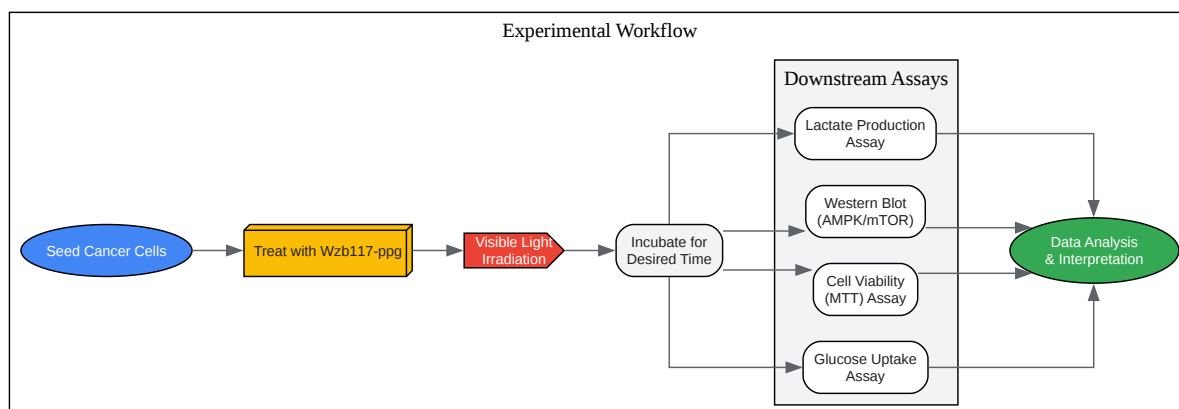 Experimental Workflow
Seed Cancer Cells
Treat with Wzb117-ppg
Visible Light
Irradiation
Incubate for
Desired Time
Downstream Assays
Lactate Production
Assay
Western Blot
(AMPK/mTOR)
Cell Viability
(MTT) Assay
Glucose Uptake
Assay
Data Analysis
& Interpretation